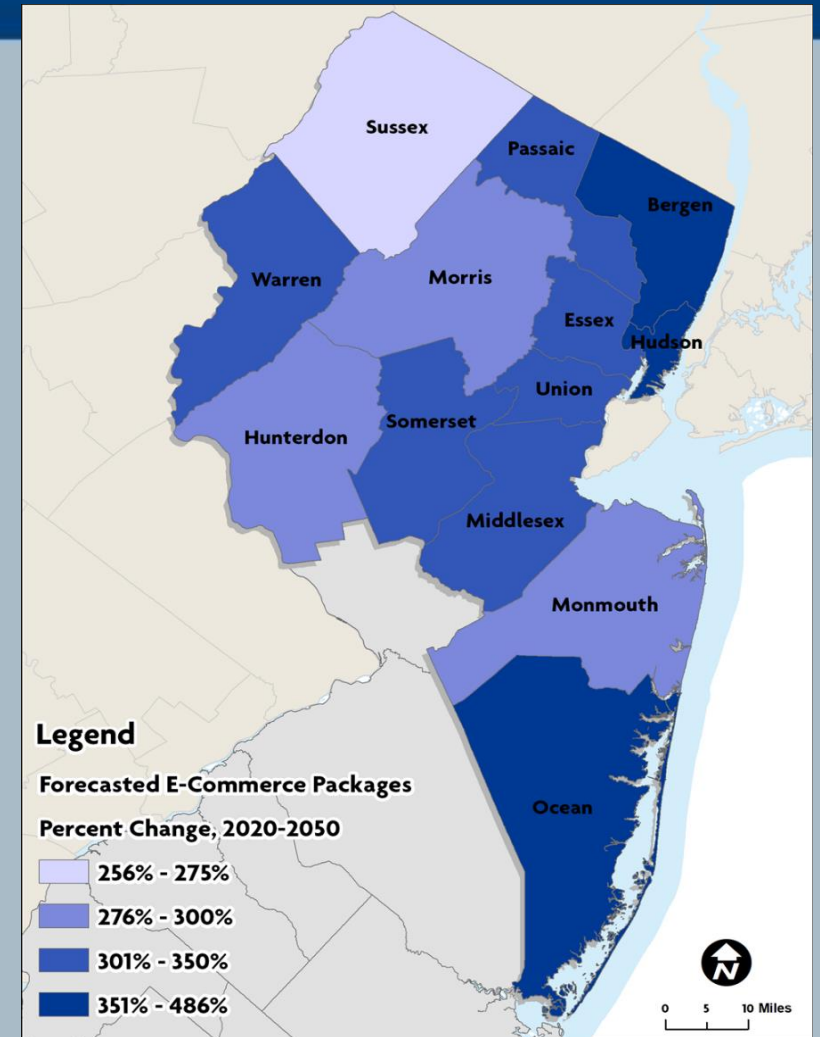 Sussex
Passaic
Bergen
Warren
Morris
Essex
Hudson
Union
Somerset
Hunterdon
Middlesex
Monmouth
Ocean
Legend
Forecasted E-Commerce Packages
Percent Change, 2020-2050
256% - 275%
276% - 300%
301% - 350%
351% - 486%
N
0 5 10 Miles